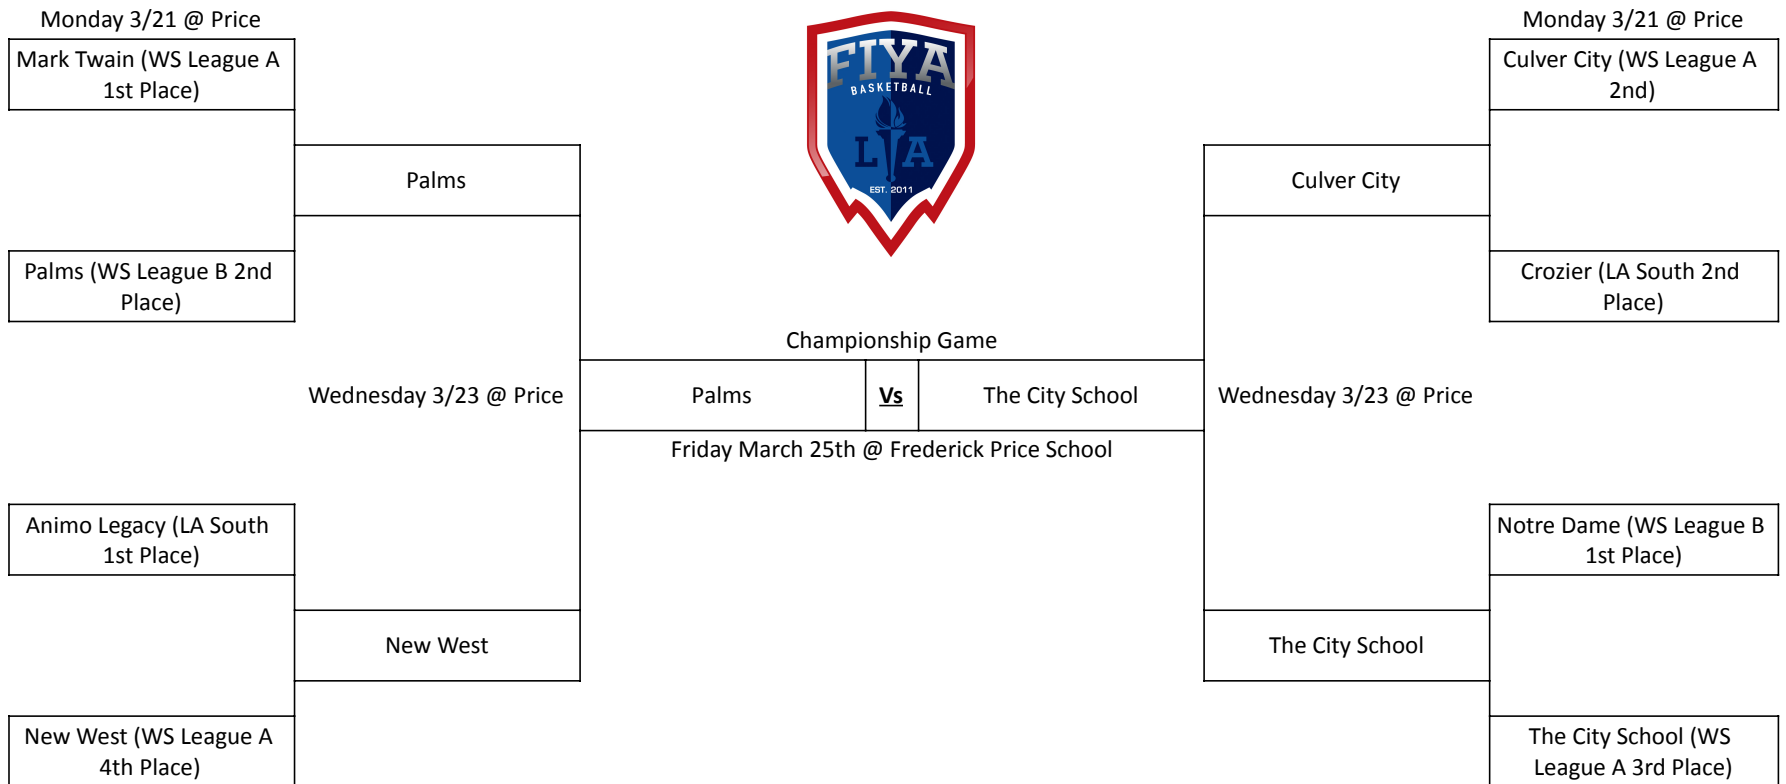 Monday 3/21 @ Price
Mark Twain (WS League A
1st Place)
Palms
Palms (WS League B 2nd
Place)
Wednesday 3/23 @ Price
Animo Legacy (LA South
1st Place)
New West
New West (WS League A
4th Place)
FIYA
BASKETBALL
L A
EST. 2011
Championship Game
Palms Vs The City School
Friday March 25th @ Frederick Price School
Monday 3/21 @ Price
Culver City (WS League A
2nd)
Culver City
Crozier (LA South 2nd
Place)
Wednesday 3/23 @ Price
Notre Dame (WS League B
1st Place)
The City School
The City School (WS
League A 3rd Place)